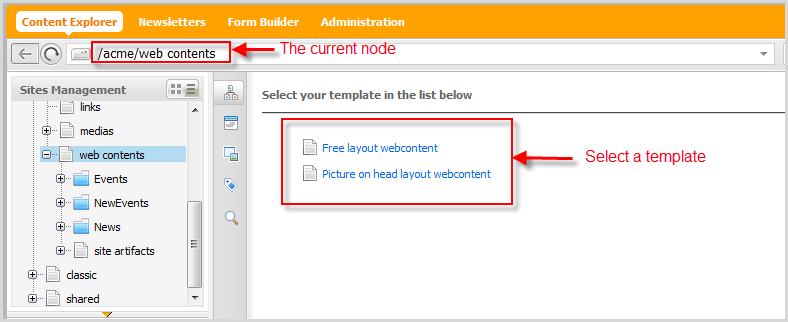 Content Explorer Newsletters Form Builder Administration
/acme/web contents The current node
Sites Management
links
medias
web contents
Events
NewEvents
News
site artifacts
classic
shared
Select your template in the list below
Free layout webcontent
Picture on head layout webcontent
Select a template